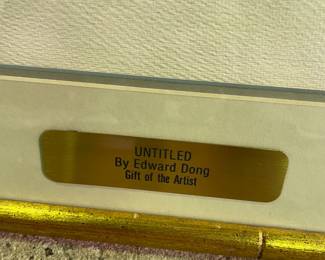 UNTITLED
By Edward Dong
Gift of the Artist